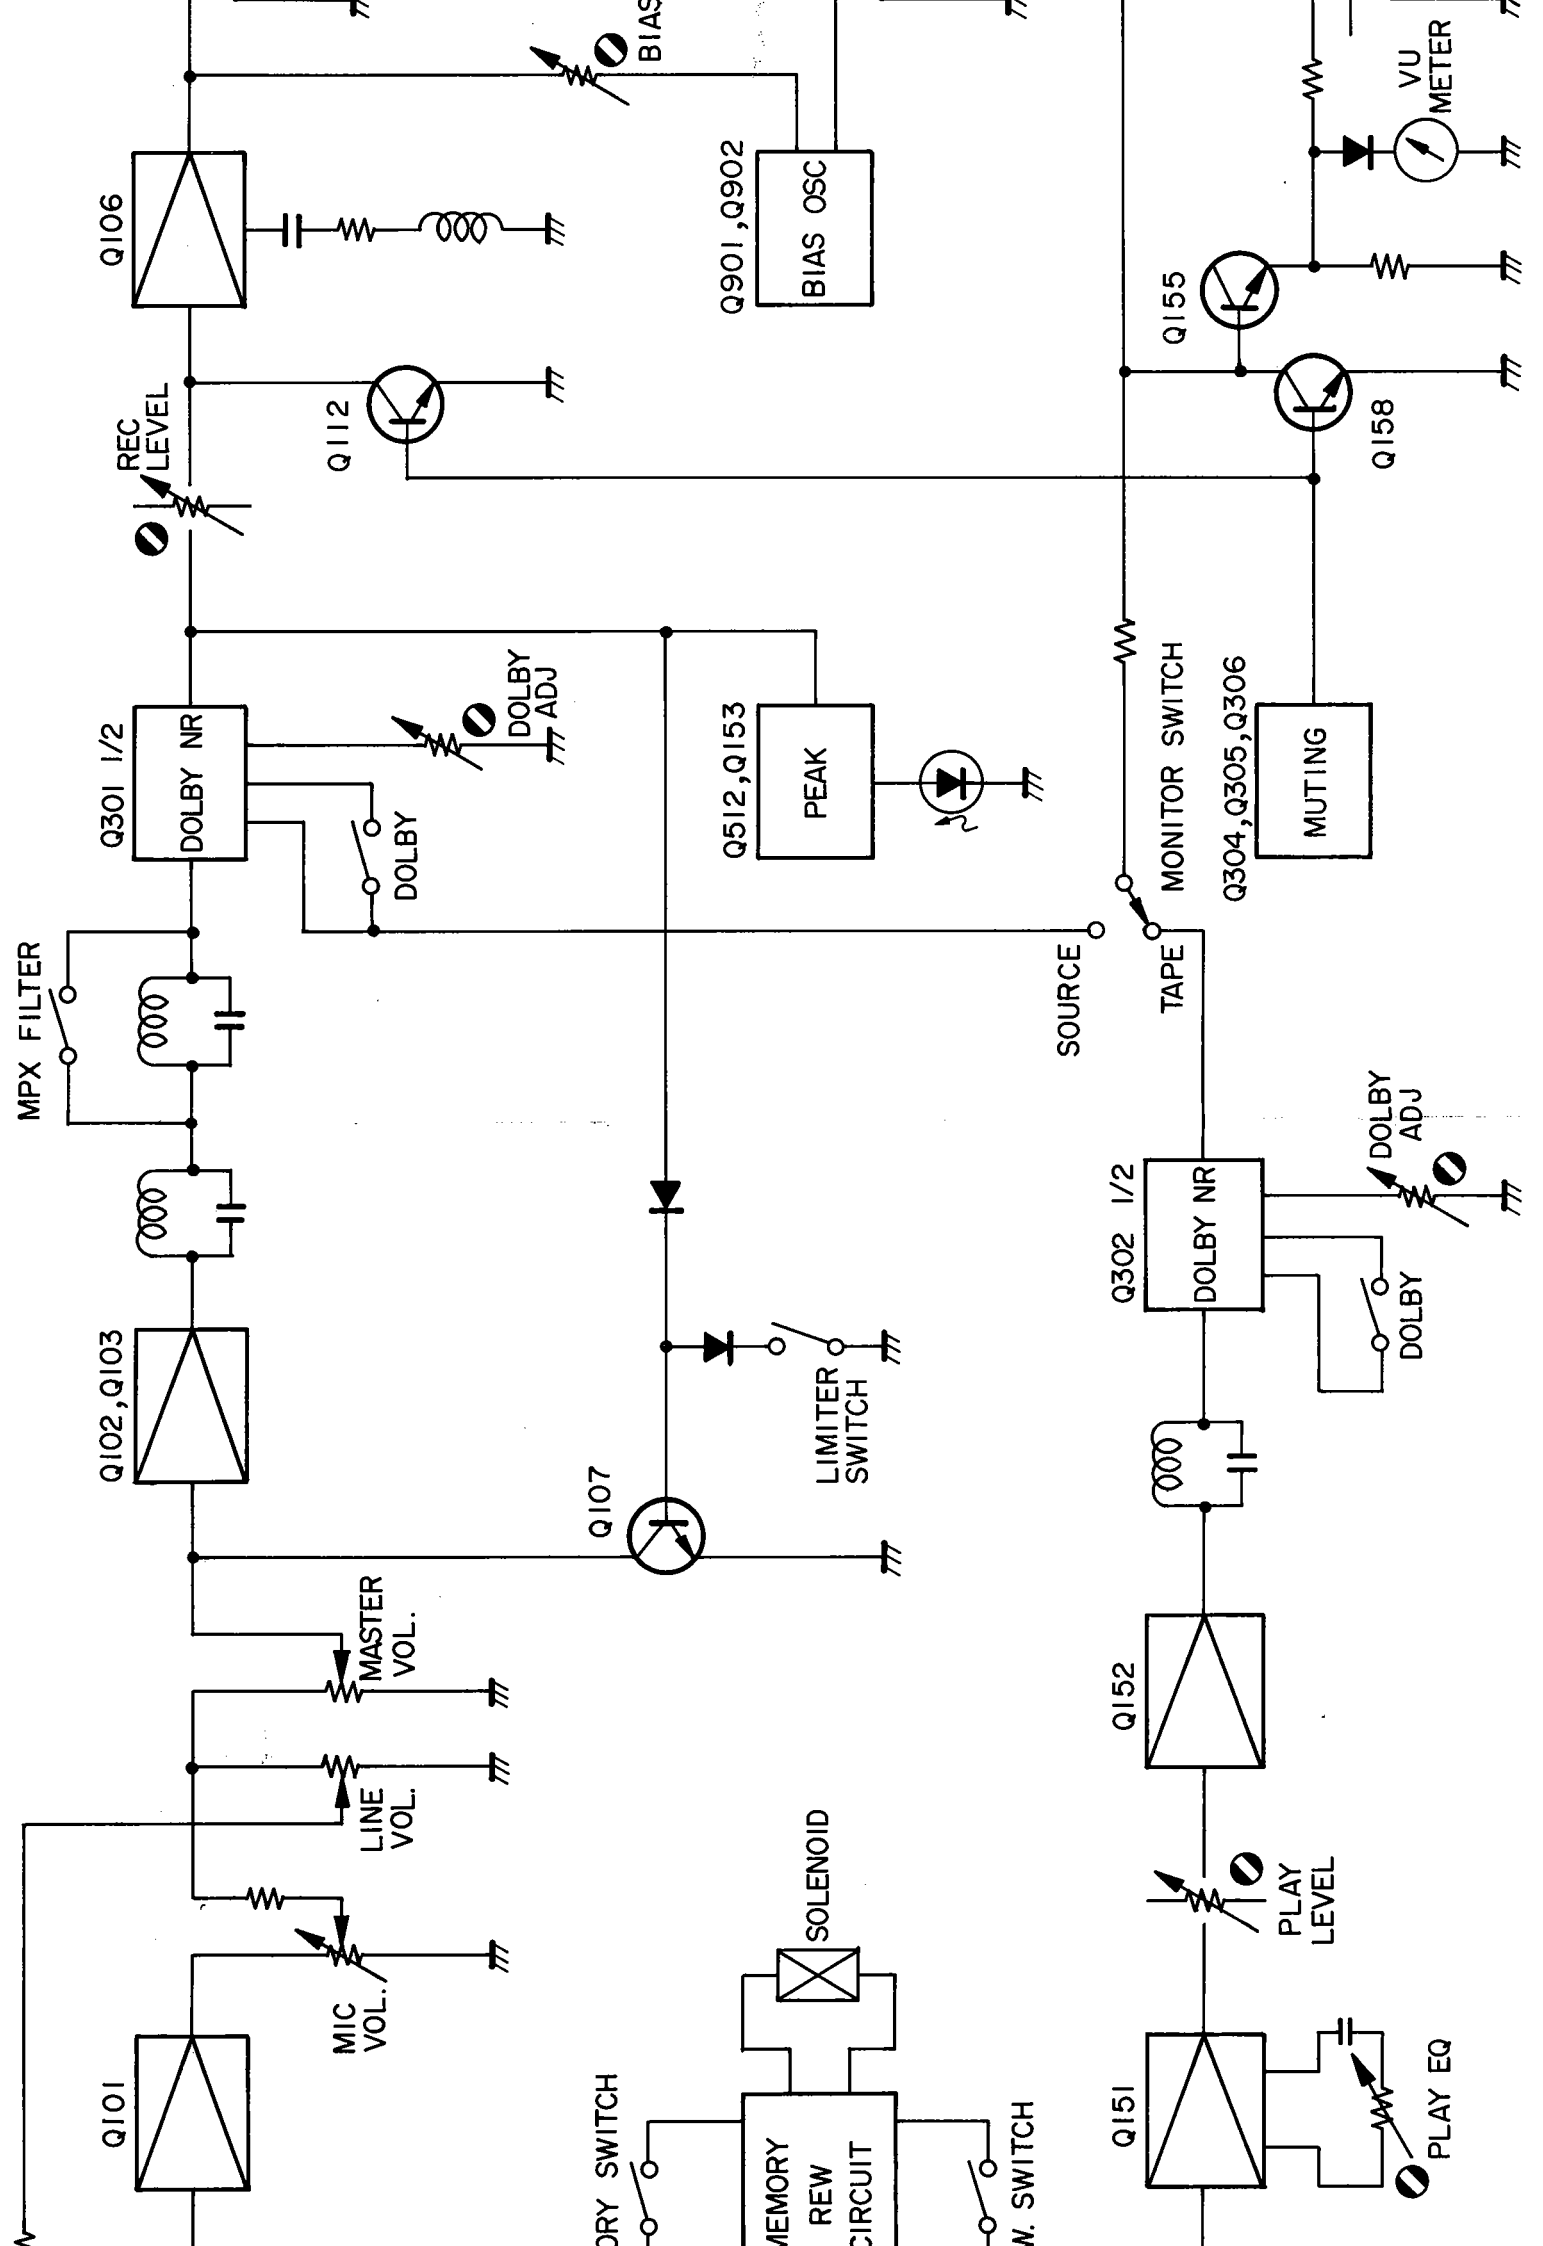 BIAS
VU
METER
Q106
Q901,Q902
BIAS OSC
Q155
REC
LEVEL
Q112
Q158
DOLBY
ADJ
Q301 1/2
DOLBY NR
Q512,Q153
PEAK
MONITOR SWITCH
Q304,Q305,Q306
MUTING
DOLBY
MPX FILTER
SOURCE
TAPE
DOLBY
ADJ
Q302 1/2
DOLBY NR
DOLBY
Q102,Q103
LIMITER
SWITCH
Q107
MASTER
VOL.
LINE
VOL.
Q152
SOLENOID
PLAY
LEVEL
MIC
VOL.
Q101
ORY SWITCH
MEMORY
REW
CIRCUIT
W. SWITCH
Q151
PLAY EQ